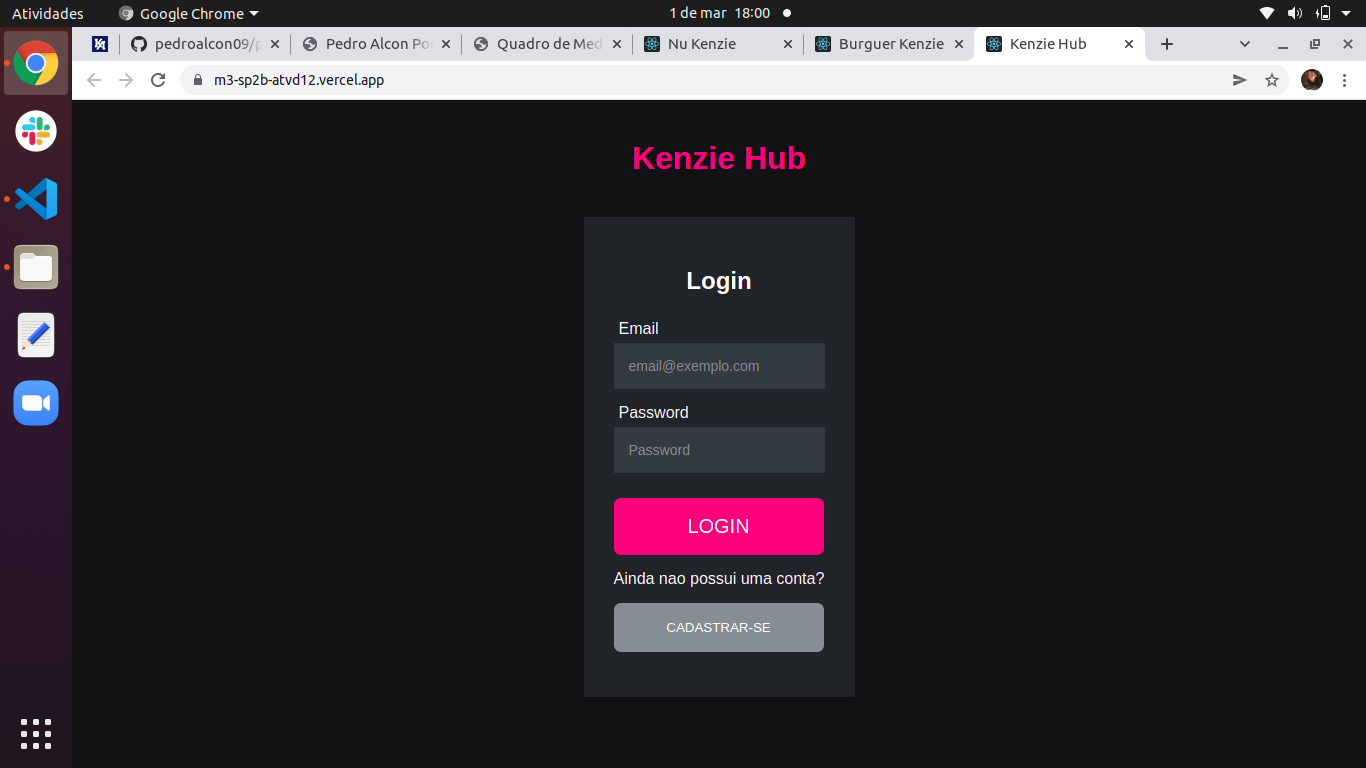 Atividades Google Chrome 1 de mar 18:00
pedroalcon09/p Pedro Alcon Po Quadro de Med Nu Kenzie Burguer Kenzie Kenzie Hub
m3-sp2b-atvd12.vercel.app
Kenzie Hub
Login
Email
email@exemplo.com
Password
Password
LOGIN
Ainda nao possui uma conta?
CADASTRAR-SE